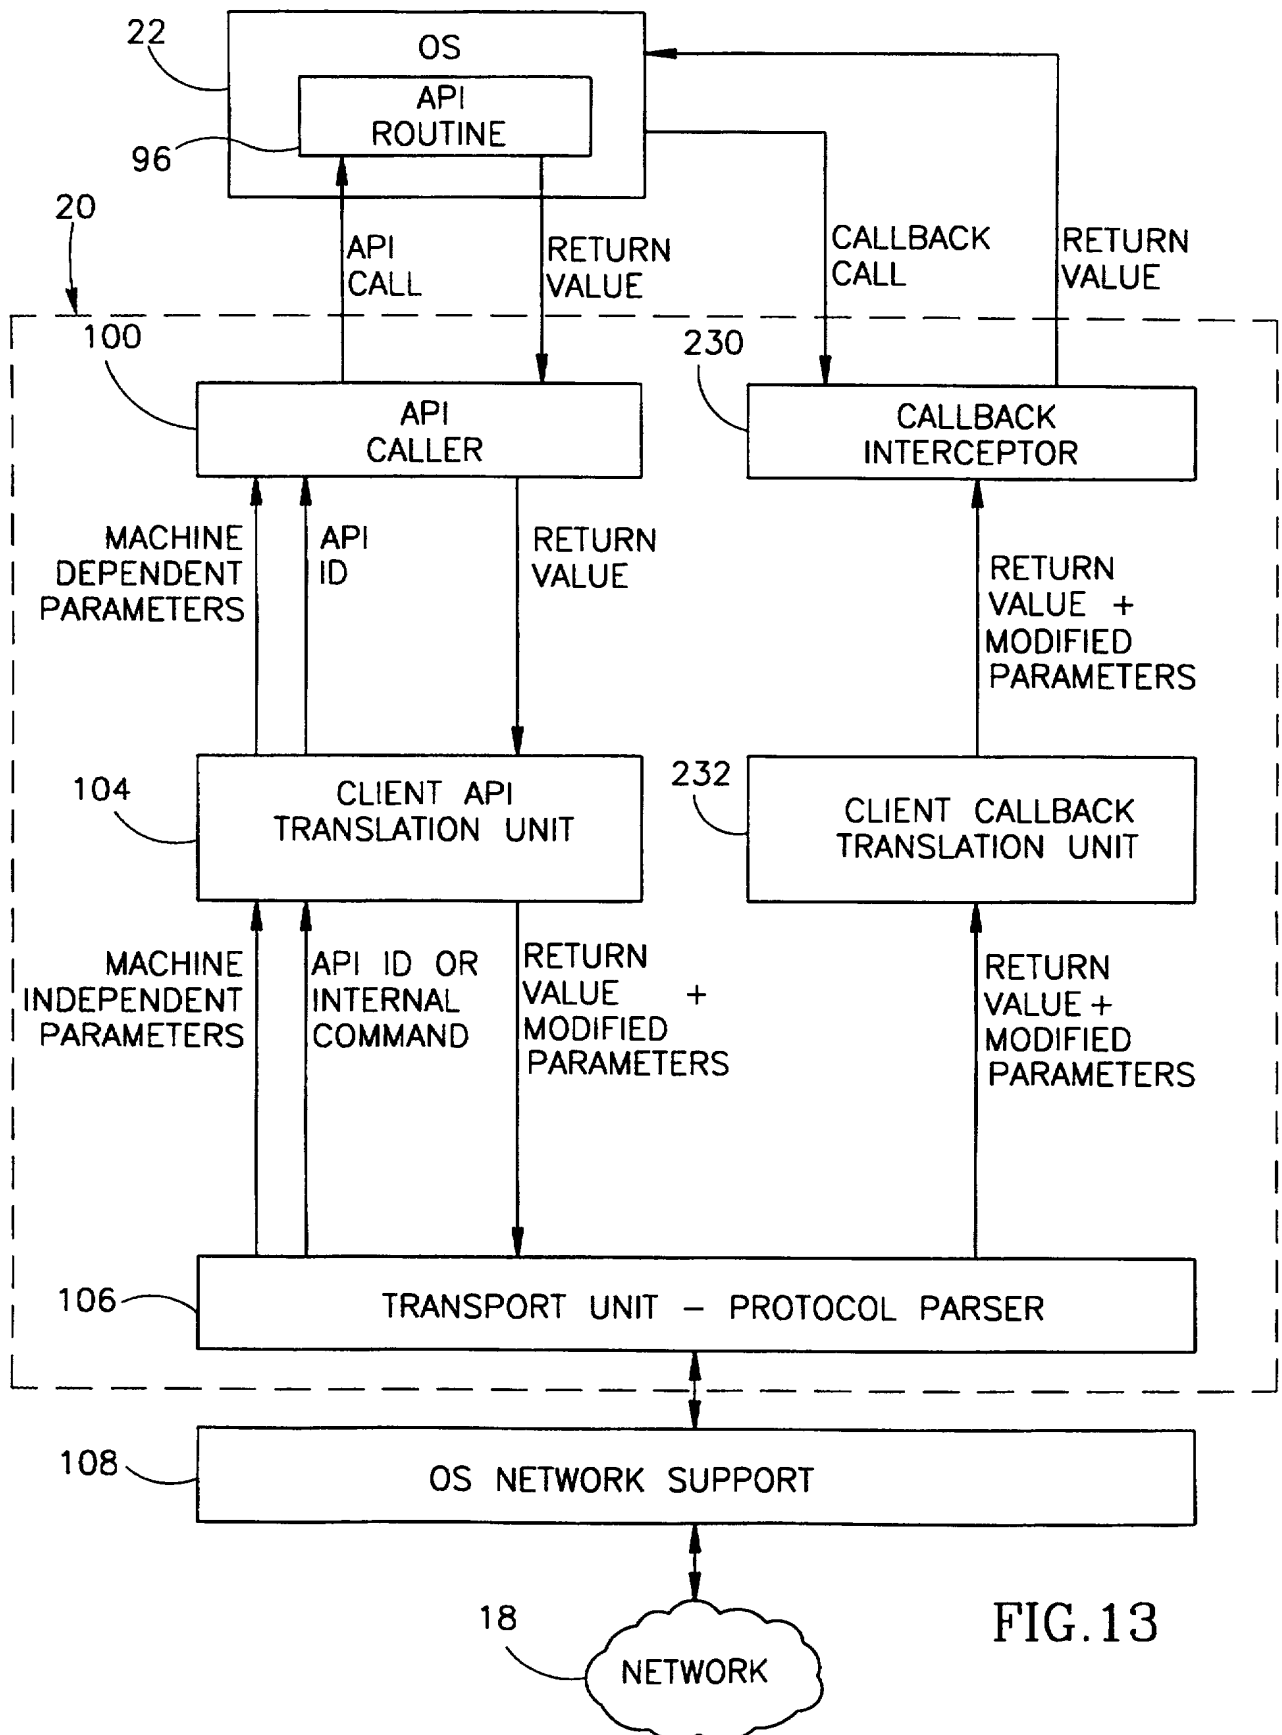 22
OS
API
ROUTINE
96
20
API
CALL
RETURN
VALUE
CALLBACK
CALL
RETURN
VALUE
100
API
CALLER
230
CALLBACK
INTERCEPTOR
MACHINE
DEPENDENT
PARAMETERS
API
ID
RETURN
VALUE
RETURN
VALUE +
MODIFIED
PARAMETERS
104
CLIENT API
TRANSLATION UNIT
232
CLIENT CALLBACK
TRANSLATION UNIT
MACHINE
INDEPENDENT
PARAMETERS
API ID OR
INTERNAL
COMMAND
RETURN
VALUE +
MODIFIED
PARAMETERS
RETURN
VALUE +
MODIFIED
PARAMETERS
106
TRANSPORT UNIT – PROTOCOL PARSER
108
OS NETWORK SUPPORT
18
NETWORK
FIG.13